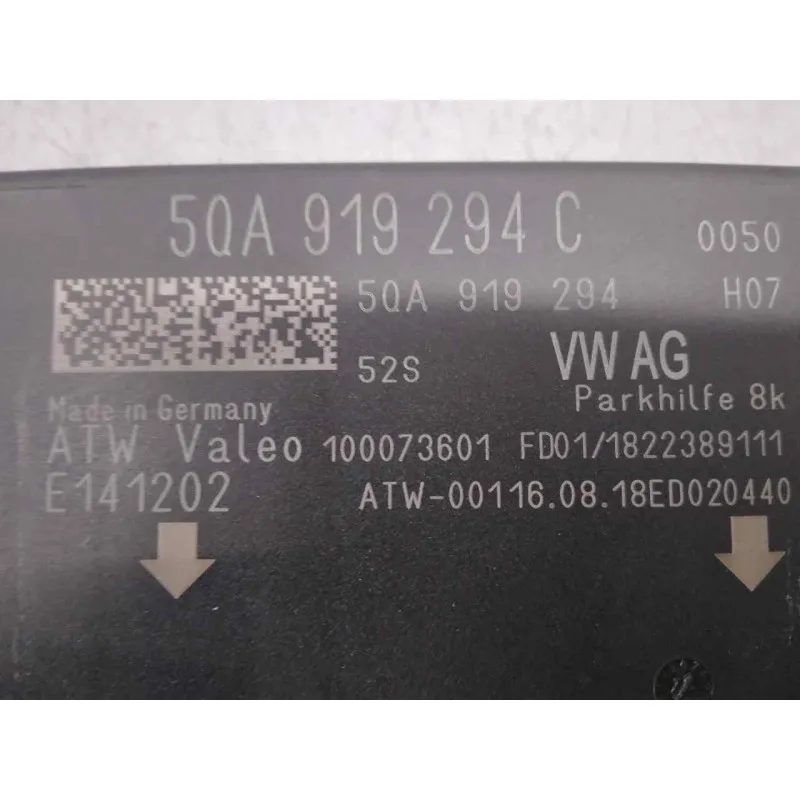 5QA 919 294 C 0050
5QA 919 294 H07
52S VW AG
Parkhilfe 8k
Made in Germany
ATW Valeo 100073601 FD01/1822389111
E141202 ATW-00116.08.18ED020440